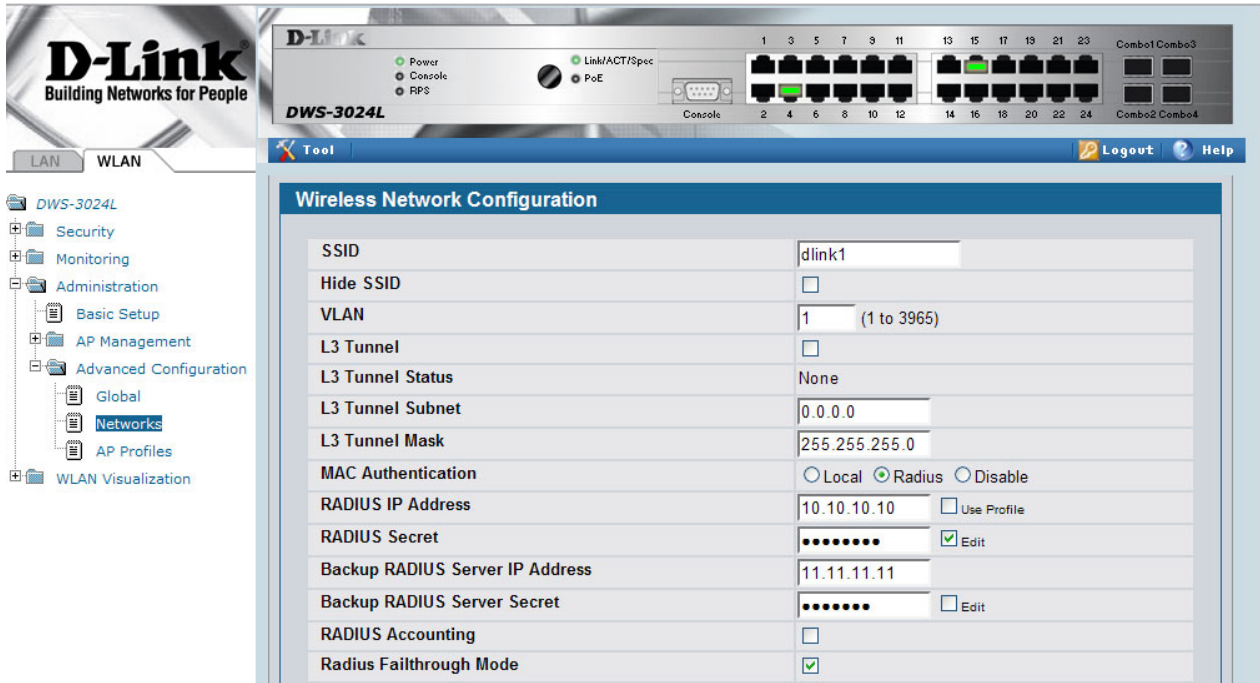 D-Link
Building Networks for People
D-Link
Power
Console
RPS
Link/ACT/Spec
PoE
DWS-3024L
Console
1 3 5 7 9 11 13 15 17 19 21 23
2 4 6 8 10 12 14 16 18 20 22 24
Combo1 Combo3
Combo2 Combo4
LAN WLAN
Tool
Logout
Help
DWS-3024L
Security
Monitoring
Administration
Basic Setup
AP Management
Advanced Configuration
Global
Networks
AP Profiles
WLAN Visualization
Wireless Network Configuration
SSID dlink1
Hide SSID
VLAN 1 (1 to 3965)
L3 Tunnel
L3 Tunnel Status None
L3 Tunnel Subnet 0.0.0.0
L3 Tunnel Mask 255.255.255.0
MAC Authentication Local Radius Disable
RADIUS IP Address 10.10.10.10 Use Profile
RADIUS Secret ●●●●●●●● Edit
Backup RADIUS Server IP Address 11.11.11.11
Backup RADIUS Server Secret ●●●●●●● Edit
RADIUS Accounting
Radius Failthrough Mode